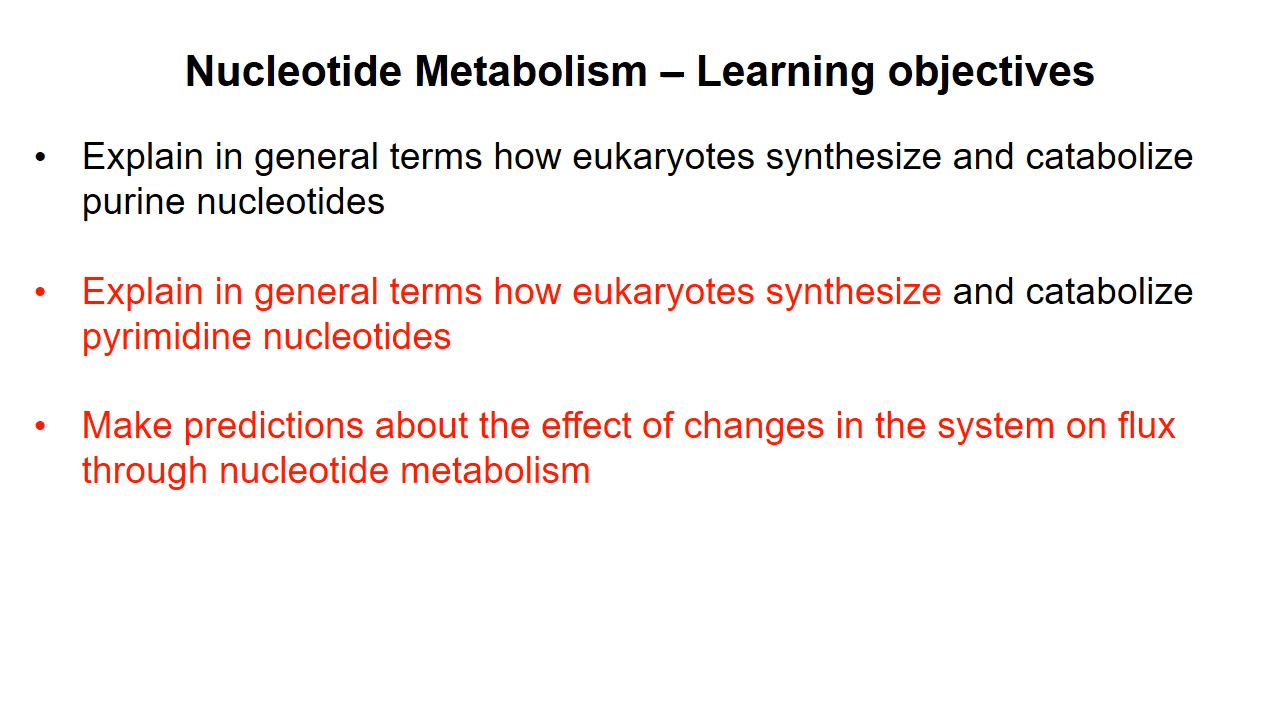 Nucleotide Metabolism – Learning objectives
• Explain in general terms how eukaryotes synthesize and catabolize
purine nucleotides
• Explain in general terms how eukaryotes synthesize and catabolize
pyrimidine nucleotides
• Make predictions about the effect of changes in the system on flux
through nucleotide metabolism